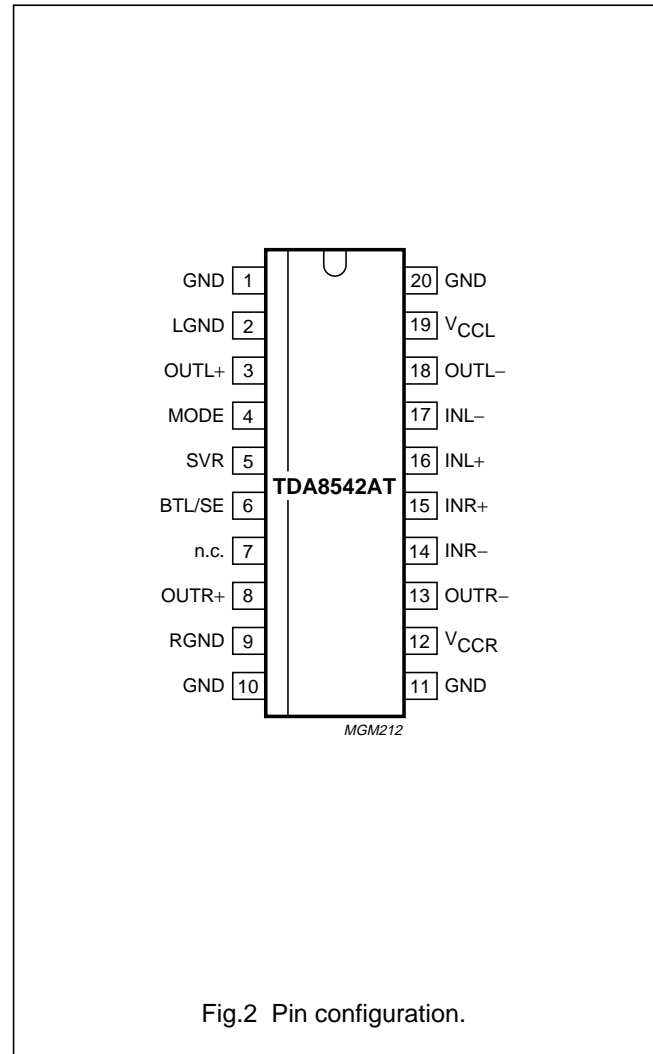 GND 1
LGND 2
OUTL+ 3
MODE 4
SVR 5
BTL/SE 6
n.c. 7
OUTR+ 8
RGND 9
GND 10
TDA8542AT
20 GND
19 VCCL
18 OUTL−
17 INL−
16 INL+
15 INR+
14 INR−
13 OUTR−
12 VCCR
11 GND
MGM212
Fig.2 Pin configuration.